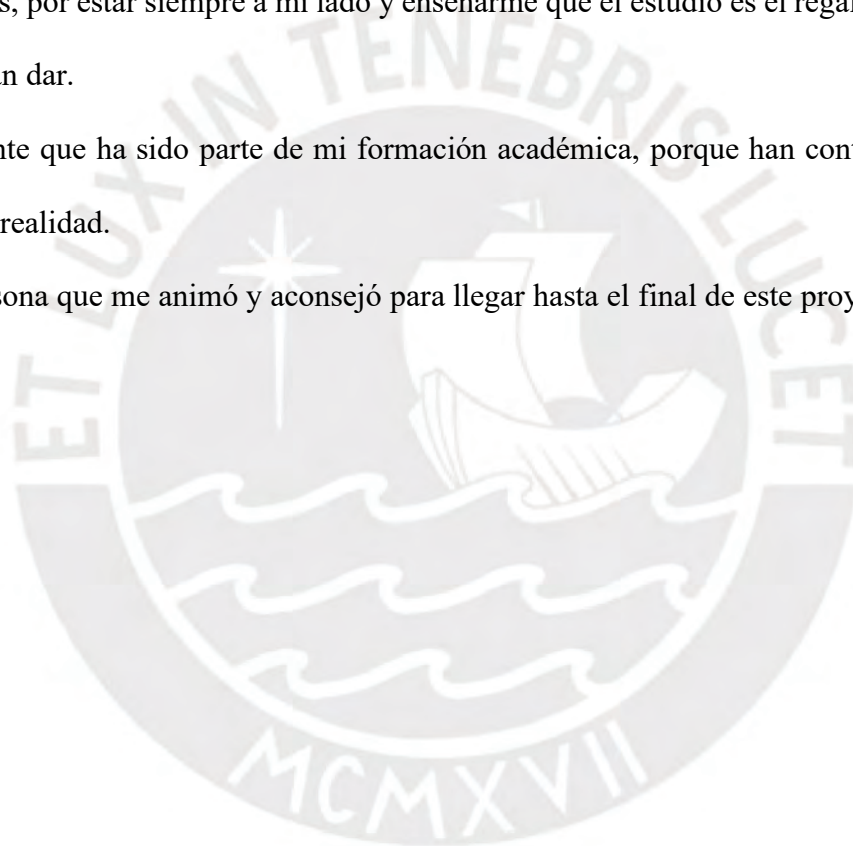 s, por estar siempre a mi lado y enseñarme que el estudio es el regal
an dar.
nte que ha sido parte de mi formación académica, porque han cont
realidad.
sona que me animó y aconsejó para llegar hasta el final de este proy
ET LUX IN TENEBRIS LUCET
MCMXVII